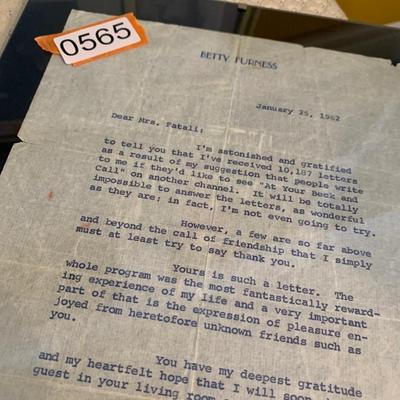 0565
BETTY FURNESS
January 25, 1962
Dear Mrs. Patali:
I'm astonished and gratified
to tell you that I've received 10,187 letters
as a result of my suggestion that people write
to me if they'd like to see "At Your Beck and
Call" on another channel. It will be totally
impossible to answer the letters, as wonderful
as they are; in fact, I'm not even going to try.
However, a few are so far above
and beyond the call of friendship that I simply
must at least try to say thank you.
Yours is such a letter. The
whole program was the most fantastically reward-
ing experience of my life and a very important
part of that is the expression of pleasure en-
joyed from heretofore unknown friends such as
you.
You have my deepest gratitude
and my heartfelt hope that I will soon
guest in your living room